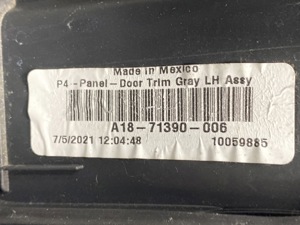 Made in Mexico
P4 -Panel-Door Trim Gray LH Assy
A18-71390-006
7/5/2021 12:04:48 10059885